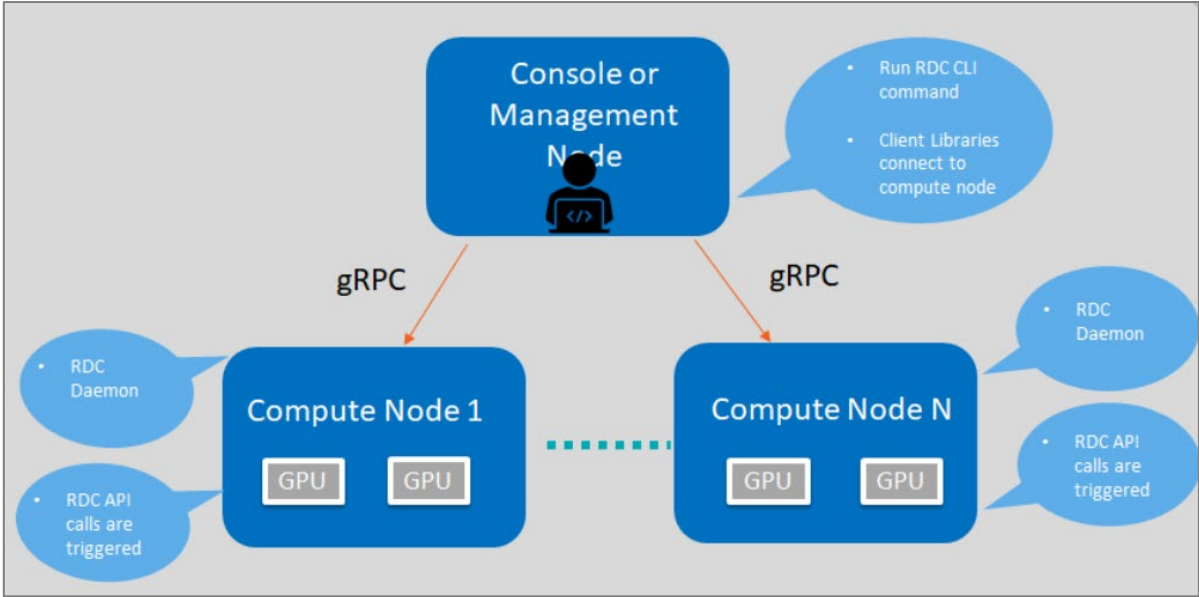 Console or
Management
Node
</>
• Run RDC CLI
command
• Client Libraries
connect to
compute node
gRPC
gRPC
• RDC
Daemon
• RDC
Daemon
Compute Node 1
GPU GPU
Compute Node N
GPU GPU
• RDC API
calls are
triggered
• RDC API
calls are
triggered